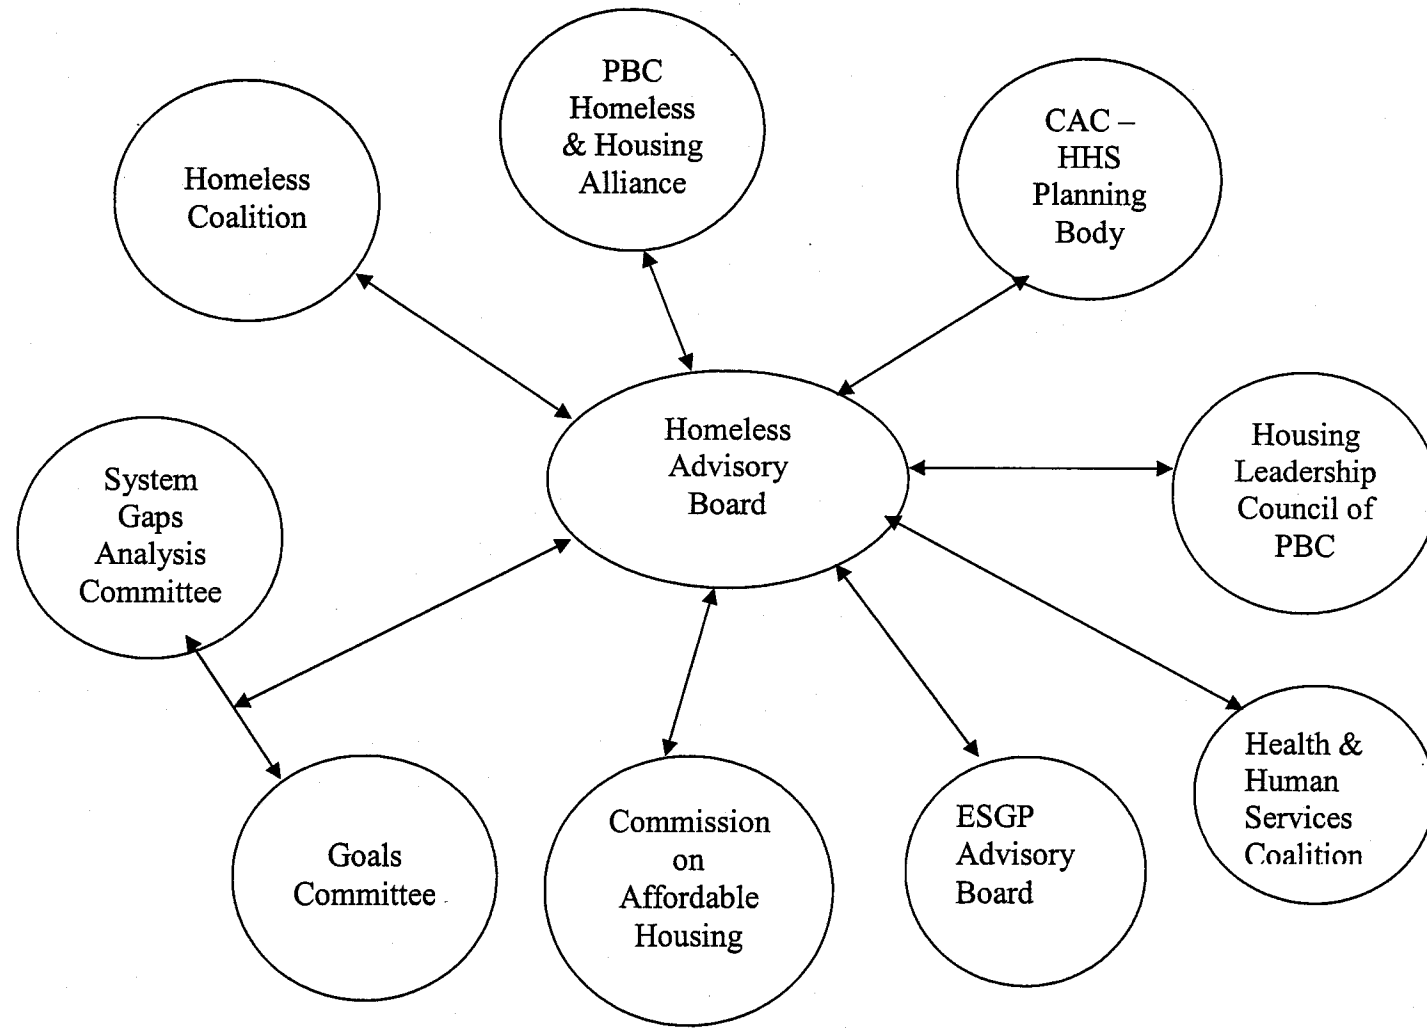 PBC
Homeless
& Housing
Alliance
CAC –
HHS
Planning
Body
Homeless
Coalition
Homeless
Advisory
Board
Housing
Leadership
Council of
PBC
System
Gaps
Analysis
Committee
Health &
Human
Services
Coalition
Commission
on
Affordable
Housing
ESGP
Advisory
Board
Goals
Committee